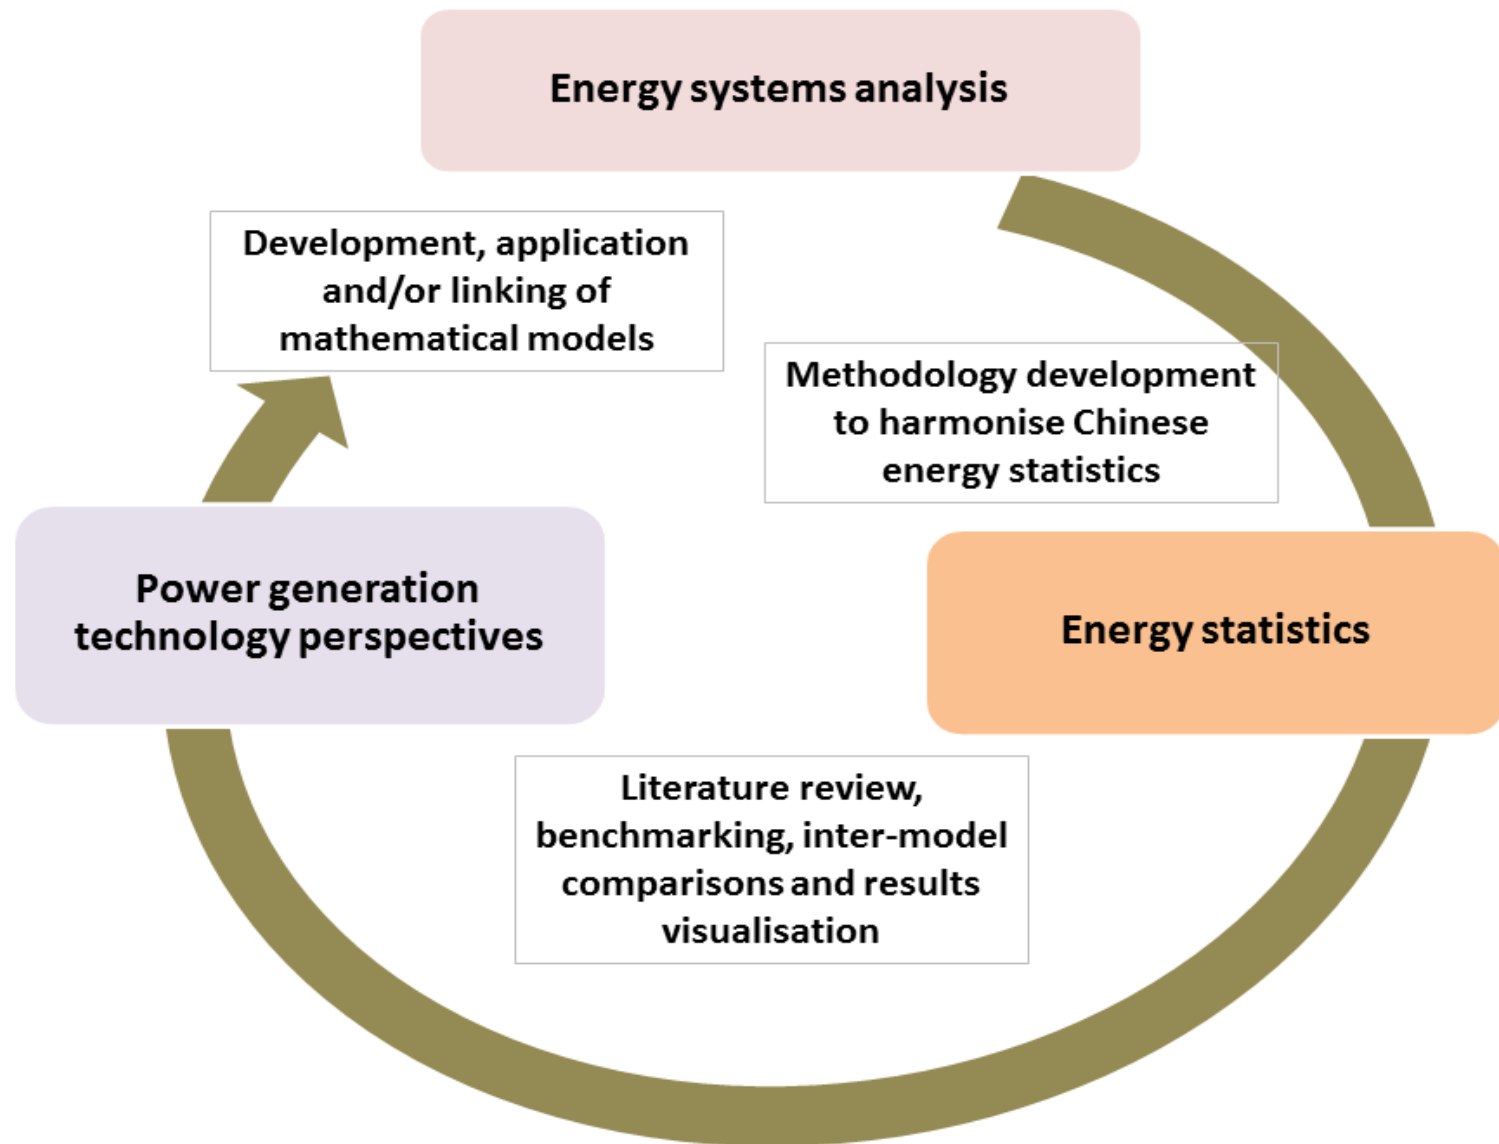 Energy systems analysis
Development, application
and/or linking of
mathematical models
Methodology development
to harmonise Chinese
energy statistics
Power generation
technology perspectives
Energy statistics
Literature review,
benchmarking, inter-model
comparisons and results
visualisation